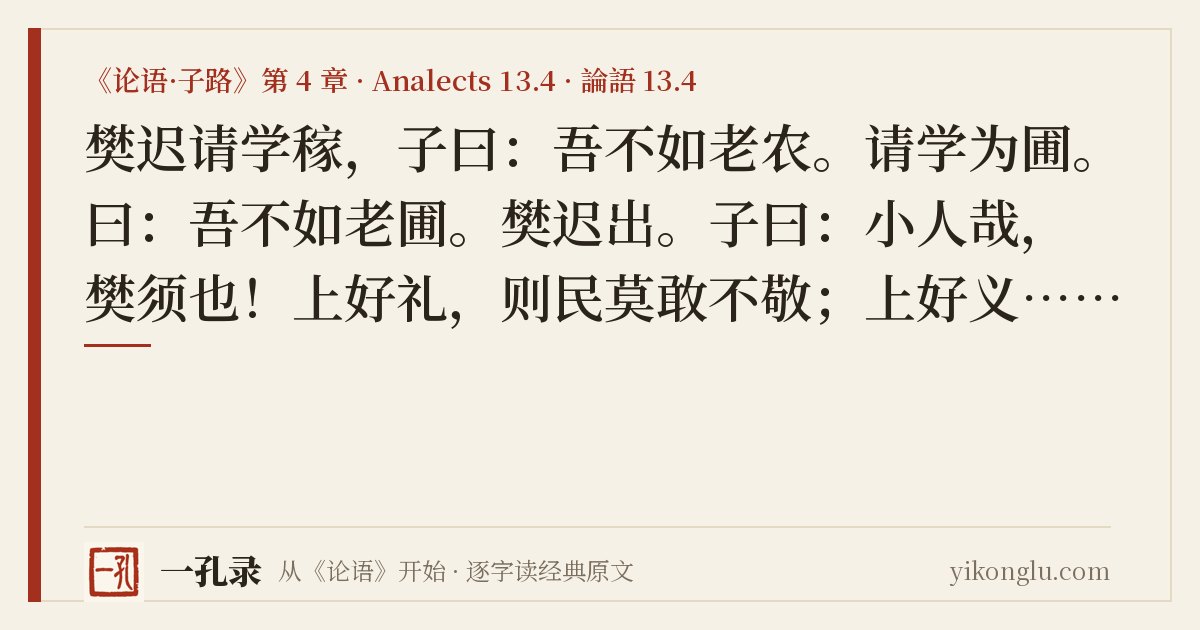 《论语·子路》第 4 章 · Analects 13.4 · 論語 13.4
樊迟请学稼，子曰：吾不如老农。请学为圃。
曰：吾不如老圃。樊迟出。子曰：小人哉，
樊须也！上好礼，则民莫敢不敬；上好义……
一孔 一孔录 从《论语》开始 · 逐字读经典原文 yikonglu.com